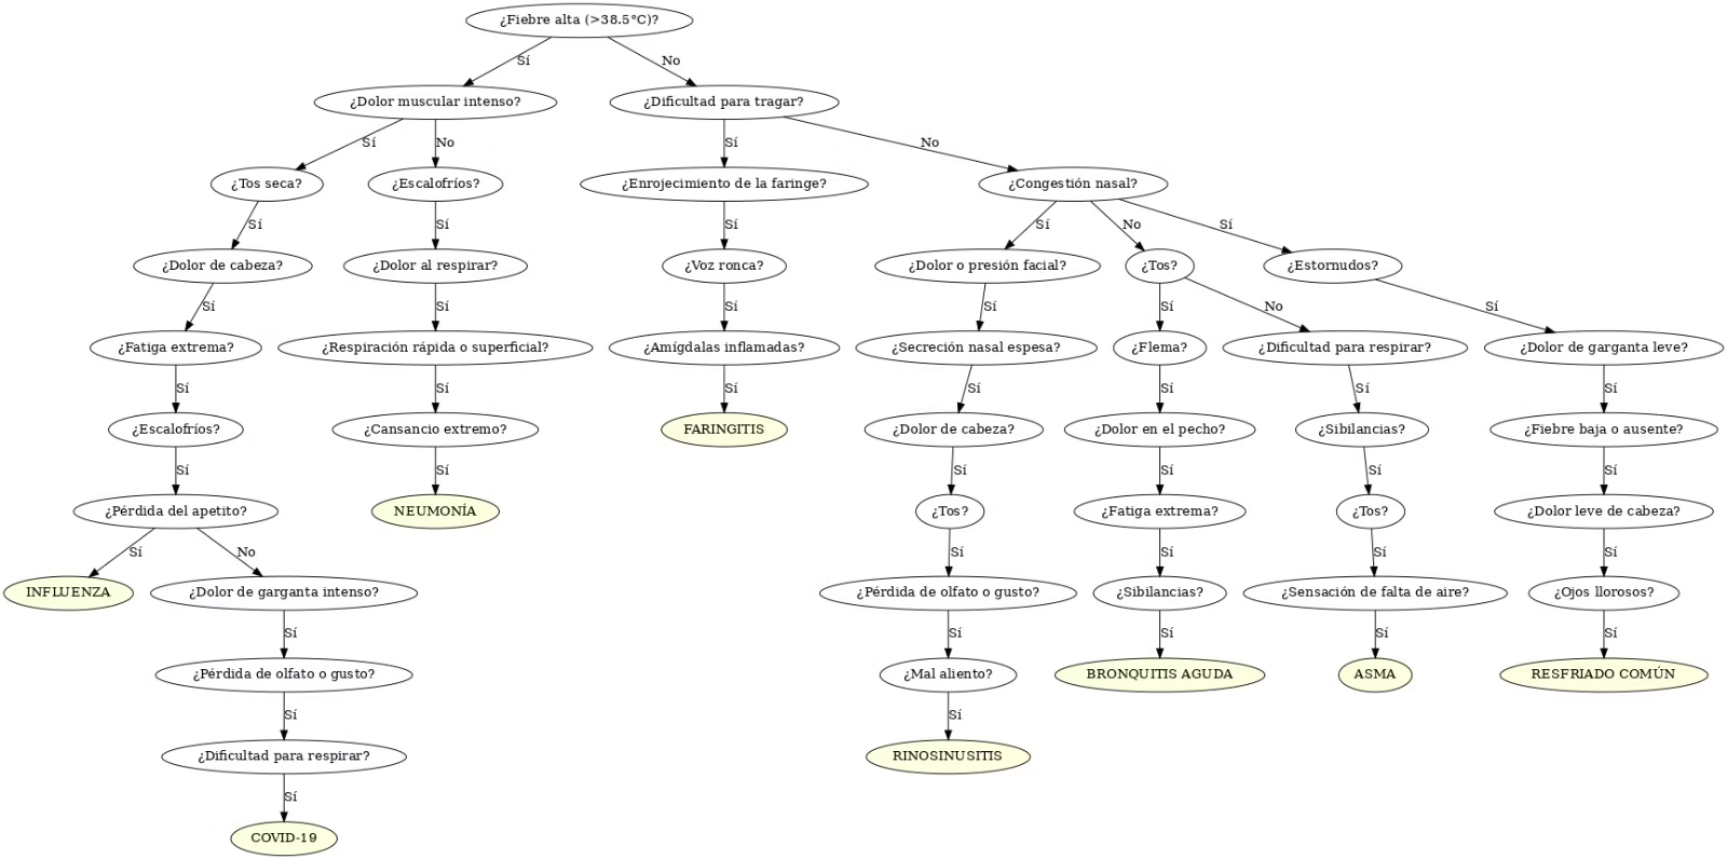 ¿Fiebre alta (>38.5°C)?
Sí
No
¿Dolor muscular intenso?
¿Dificultad para tragar?
Sí
No
Sí
No
¿Tos seca?
¿Escalofríos?
¿Enrojecimiento de la faringe?
¿Congestión nasal?
Sí
Sí
Sí
Sí
No
Sí
¿Dolor de cabeza?
¿Dolor al respirar?
¿Voz ronca?
¿Dolor o presión facial?
¿Tos?
¿Estornudos?
Sí
Sí
Sí
Sí
Sí
No
Sí
¿Fatiga extrema?
¿Respiración rápida o superficial?
¿Amígdalas inflamadas?
¿Secreción nasal espesa?
¿Flema?
¿Dificultad para respirar?
¿Dolor de garganta leve?
Sí
Sí
Sí
Sí
Sí
Sí
Sí
¿Escalofríos?
¿Cansancio extremo?
FARINGITIS
¿Dolor de cabeza?
¿Dolor en el pecho?
¿Sibilancias?
¿Fiebre baja o ausente?
Sí
Sí
Sí
Sí
Sí
Sí
¿Pérdida del apetito?
NEUMONÍA
¿Tos?
¿Fatiga extrema?
¿Tos?
¿Dolor leve de cabeza?
Sí
No
Sí
Sí
Sí
Sí
INFLUENZA
¿Dolor de garganta intenso?
¿Pérdida de olfato o gusto?
¿Sibilancias?
¿Sensación de falta de aire?
¿Ojos llorosos?
Sí
Sí
Sí
Sí
Sí
¿Pérdida de olfato o gusto?
¿Mal aliento?
BRONQUITIS AGUDA
ASMA
RESFRIADO COMÚN
Sí
Sí
¿Dificultad para respirar?
RINOSINUSITIS
Sí
COVID-19